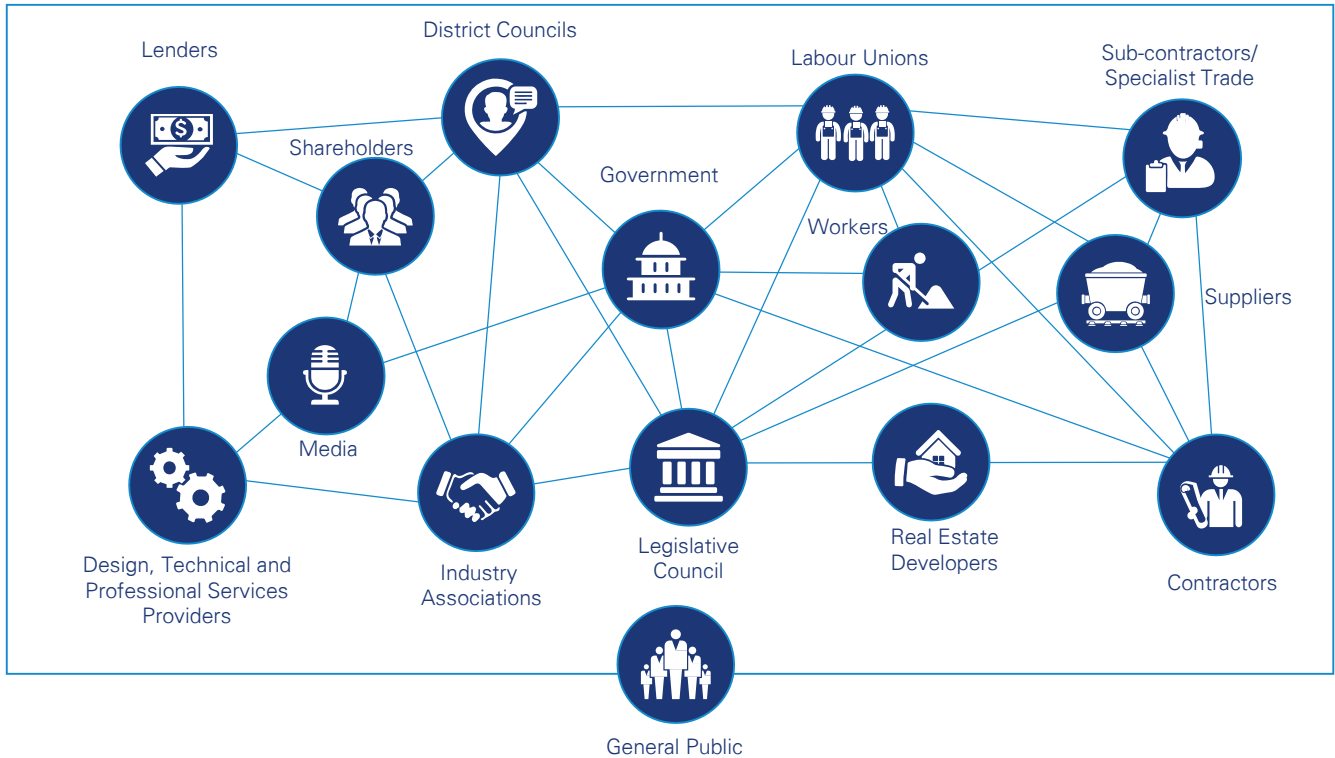 District Councils
Lenders
Labour Unions
Sub-contractors/
Specialist Trade
Shareholders
Government
Workers
Suppliers
Media
Design, Technical and
Professional Services
Providers
Industry
Associations
Legislative
Council
Real Estate
Developers
Contractors
General Public
$